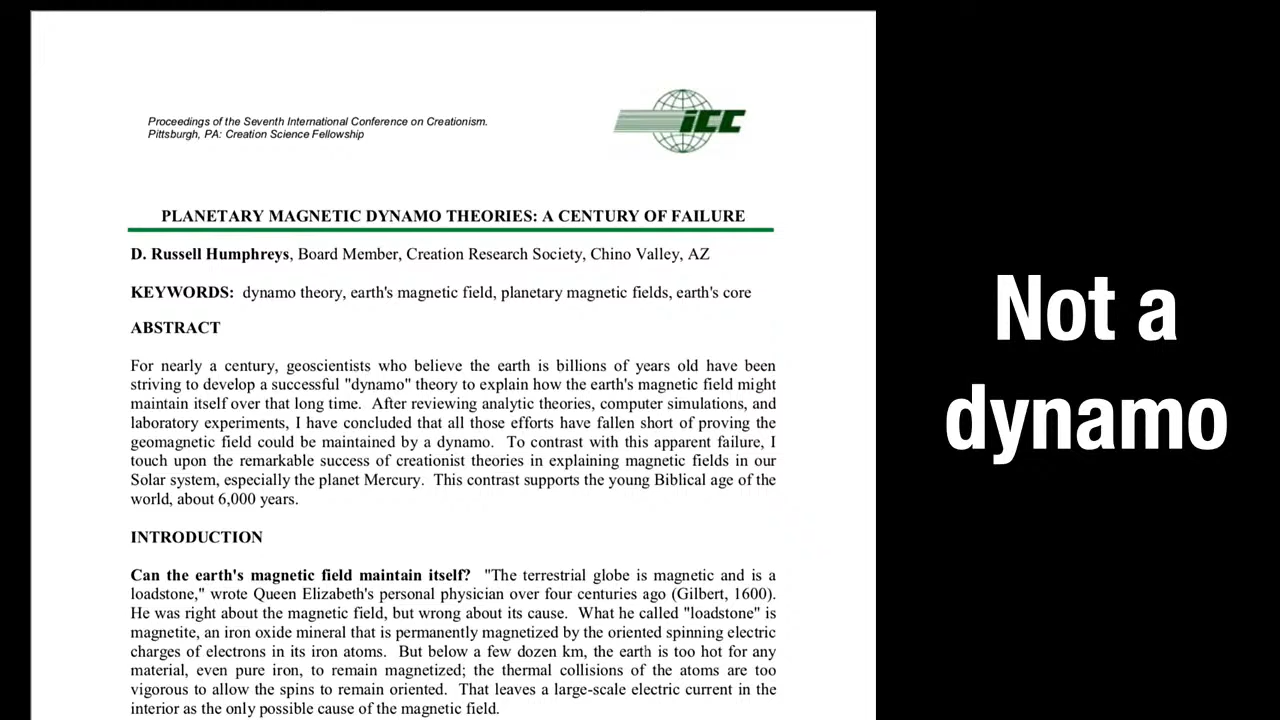 Proceedings of the Seventh International Conference on Creationism.
Pittsburgh, PA: Creation Science Fellowship
iCC
PLANETARY MAGNETIC DYNAMO THEORIES: A CENTURY OF FAILURE
D. Russell Humphreys, Board Member, Creation Research Society, Chino Valley, AZ
KEYWORDS: dynamo theory, earth's magnetic field, planetary magnetic fields, earth's core
ABSTRACT
For nearly a century, geoscientists who believe the earth is billions of years old have been
striving to develop a successful "dynamo" theory to explain how the earth's magnetic field might
maintain itself over that long time. After reviewing analytic theories, computer simulations, and
laboratory experiments, I have concluded that all those efforts have fallen short of proving the
geomagnetic field could be maintained by a dynamo. To contrast with this apparent failure, I
touch upon the remarkable success of creationist theories in explaining magnetic fields in our
Solar system, especially the planet Mercury. This contrast supports the young Biblical age of the
world, about 6,000 years.
INTRODUCTION
Can the earth's magnetic field maintain itself? "The terrestrial globe is magnetic and is a
loadstone," wrote Queen Elizabeth's personal physician over four centuries ago (Gilbert, 1600).
He was right about the magnetic field, but wrong about its cause. What he called "loadstone" is
magnetite, an iron oxide mineral that is permanently magnetized by the oriented spinning electric
charges of electrons in its iron atoms. But below a few dozen km, the earth is too hot for any
material, even pure iron, to remain magnetized; the thermal collisions of the atoms are too
vigorous to allow the spins to remain oriented. That leaves a large-scale electric current in the
interior as the only possible cause of the magnetic field.
Not a
dynamo